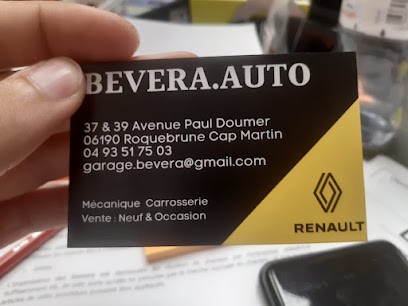 BEVERA.AUTO
37 & 39 Avenue Paul Doumer
06190 Roquebrune Cap Martin
04 93 51 75 03
garage.bevera@gmail.com
Mécanique Carrosserie
Vente : Neuf & Occasion
RENAULT